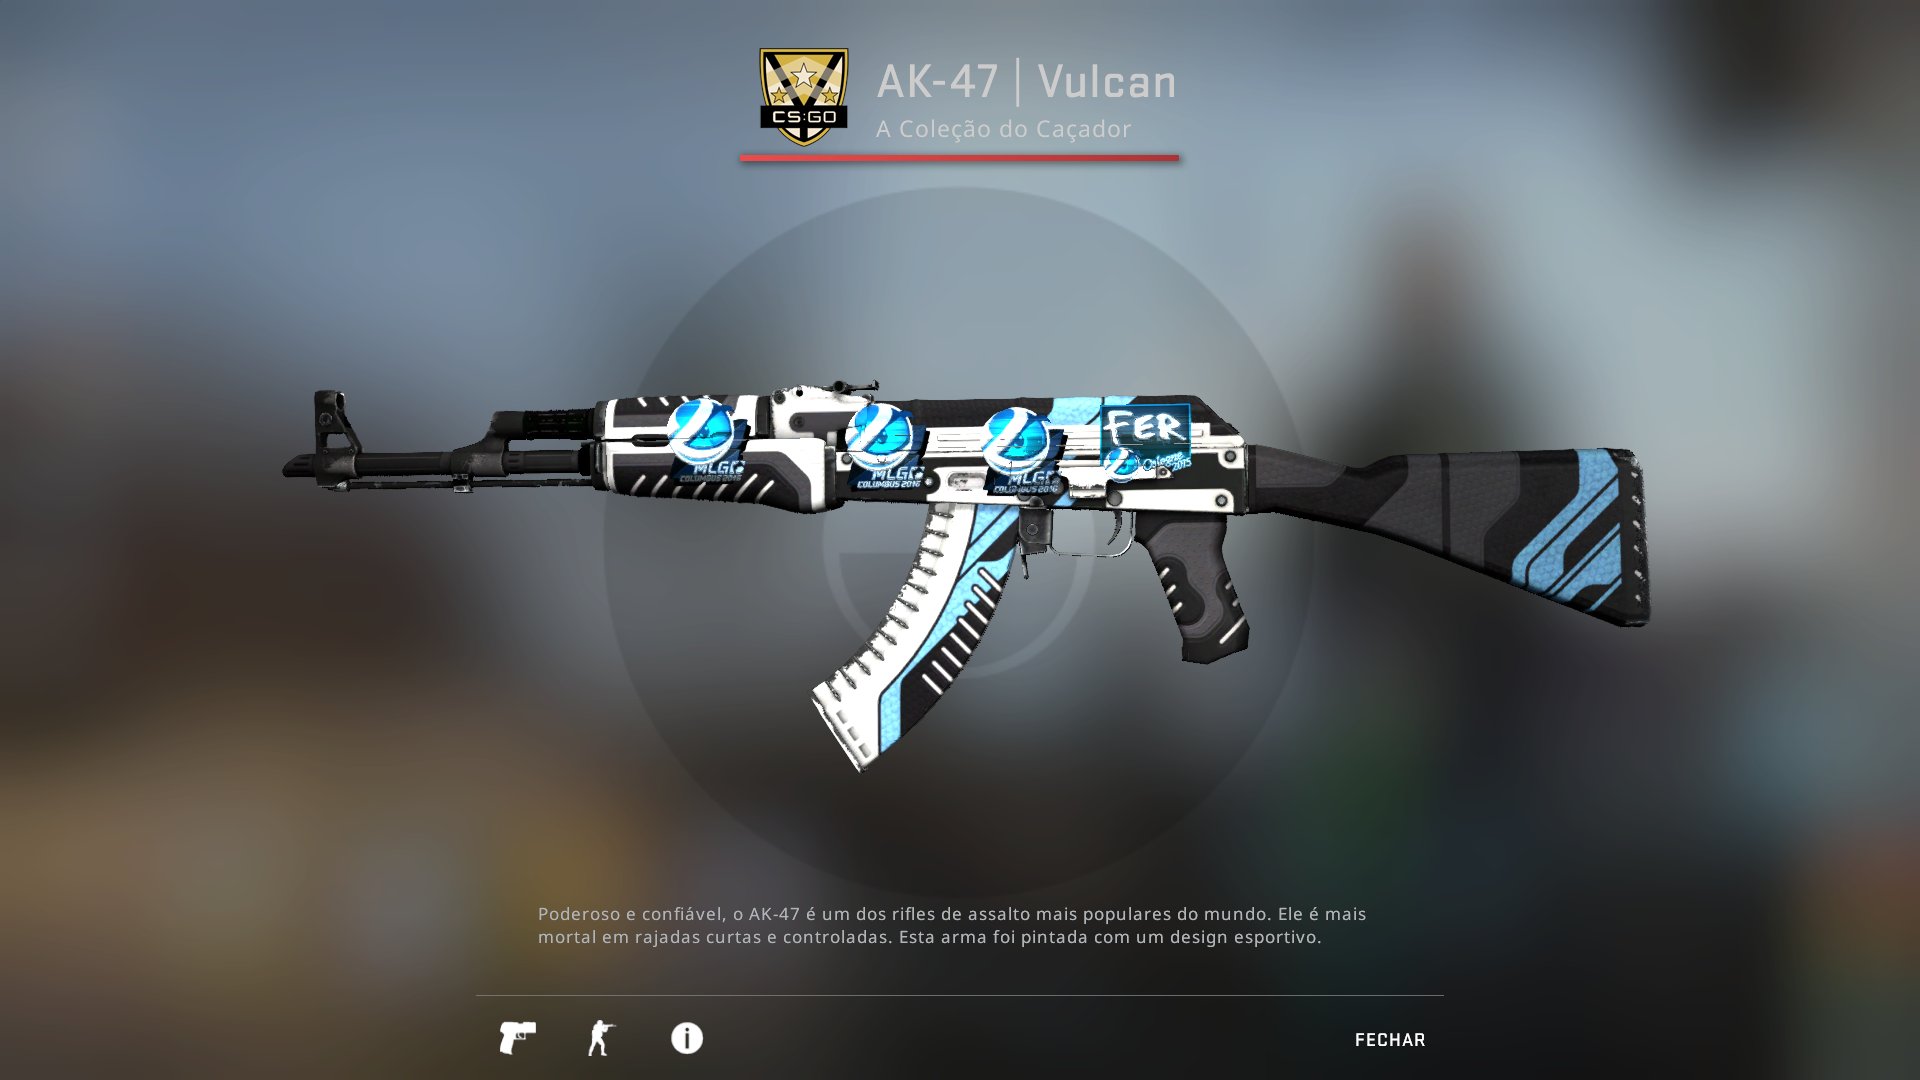 CS:GO
AK-47 | Vulcan
A Coleção do Caçador
FER
Cologne
2015
MLG
COLUMBUS 2016
MLG
COLUMBUS 2016
MLG
COLUMBUS 2016
Poderoso e confiável, o AK-47 é um dos rifles de assalto mais populares do mundo. Ele é mais
mortal em rajadas curtas e controladas. Esta arma foi pintada com um design esportivo.
FECHAR